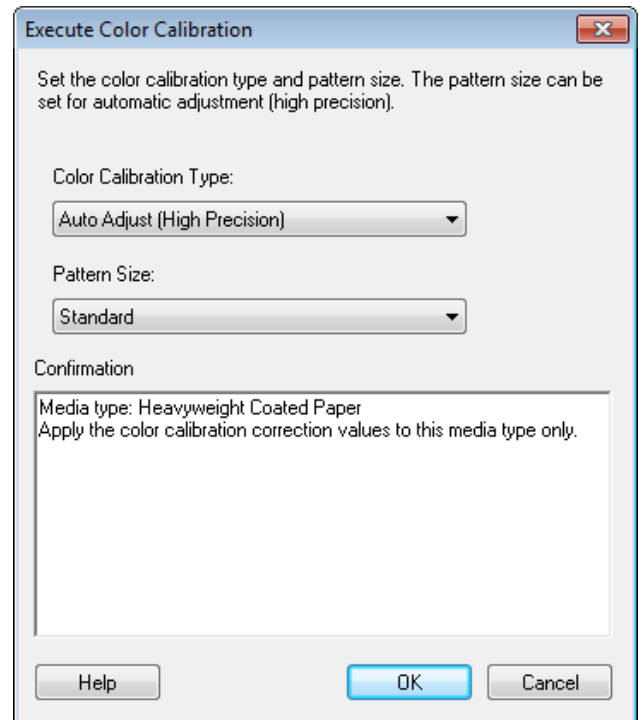 Execute Color Calibration
Set the color calibration type and pattern size. The pattern size can be
set for automatic adjustment (high precision).
Color Calibration Type:
Auto Adjust (High Precision)
Pattern Size:
Standard
Confirmation
Media type: Heavyweight Coated Paper
Apply the color calibration correction values to this media type only.
Help
OK
Cancel